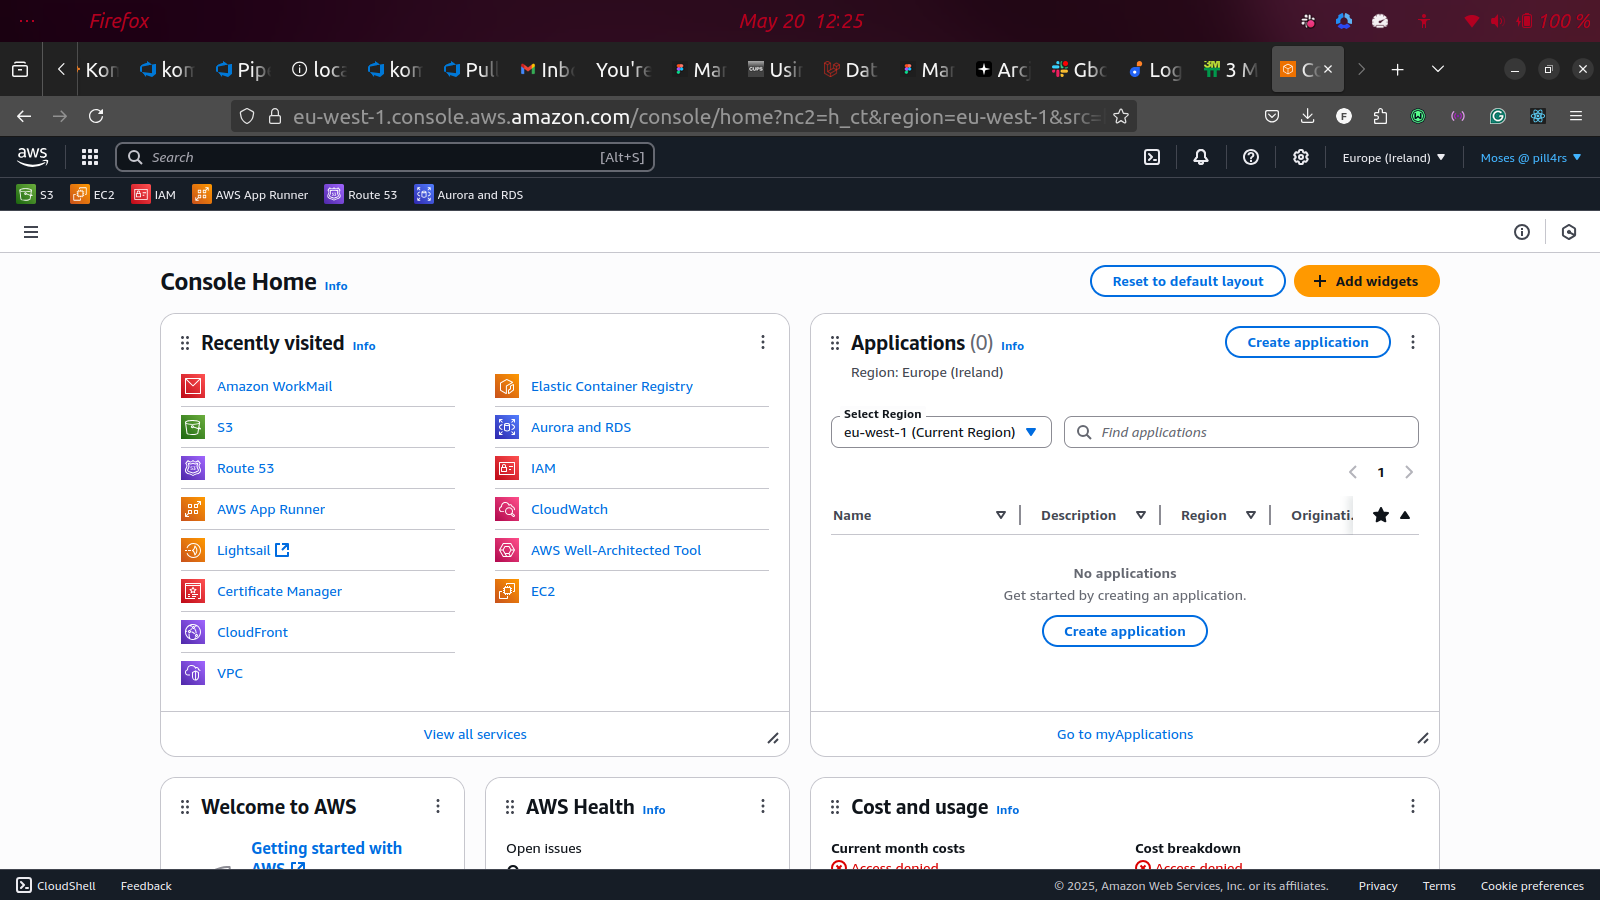 Firefox
May 20 12:25
100 %
Kon
kon
Pip
loca
kon
Pull
Inb
You're
Mar
Usin
Dat
Mar
Arc
Gbc
Log
3 M
Co
eu-west-1.console.aws.amazon.com/console/home?nc2=h_ct&region=eu-west-1&src=
aws
Search
[Alt+S]
Europe (Ireland)
Moses @ pill4rs
S3
EC2
IAM
AWS App Runner
Route 53
Aurora and RDS
Console Home Info
Reset to default layout
Add widgets
Recently visited Info
Amazon WorkMail
S3
Route 53
AWS App Runner
Lightsail
Certificate Manager
CloudFront
VPC
Elastic Container Registry
Aurora and RDS
IAM
CloudWatch
AWS Well-Architected Tool
EC2
View all services
Applications (0) Info
Create application
Region: Europe (Ireland)
Select Region
eu-west-1 (Current Region)
Find applications
1
Name
Description
Region
Originati
No applications
Get started by creating an application.
Create application
Go to myApplications
Welcome to AWS
Getting started with
AWS
AWS Health Info
Open issues
Cost and usage Info
Current month costs
Access denied
Cost breakdown
Access denied
CloudShell
Feedback
© 2025, Amazon Web Services, Inc. or its affiliates.
Privacy
Terms
Cookie preferences